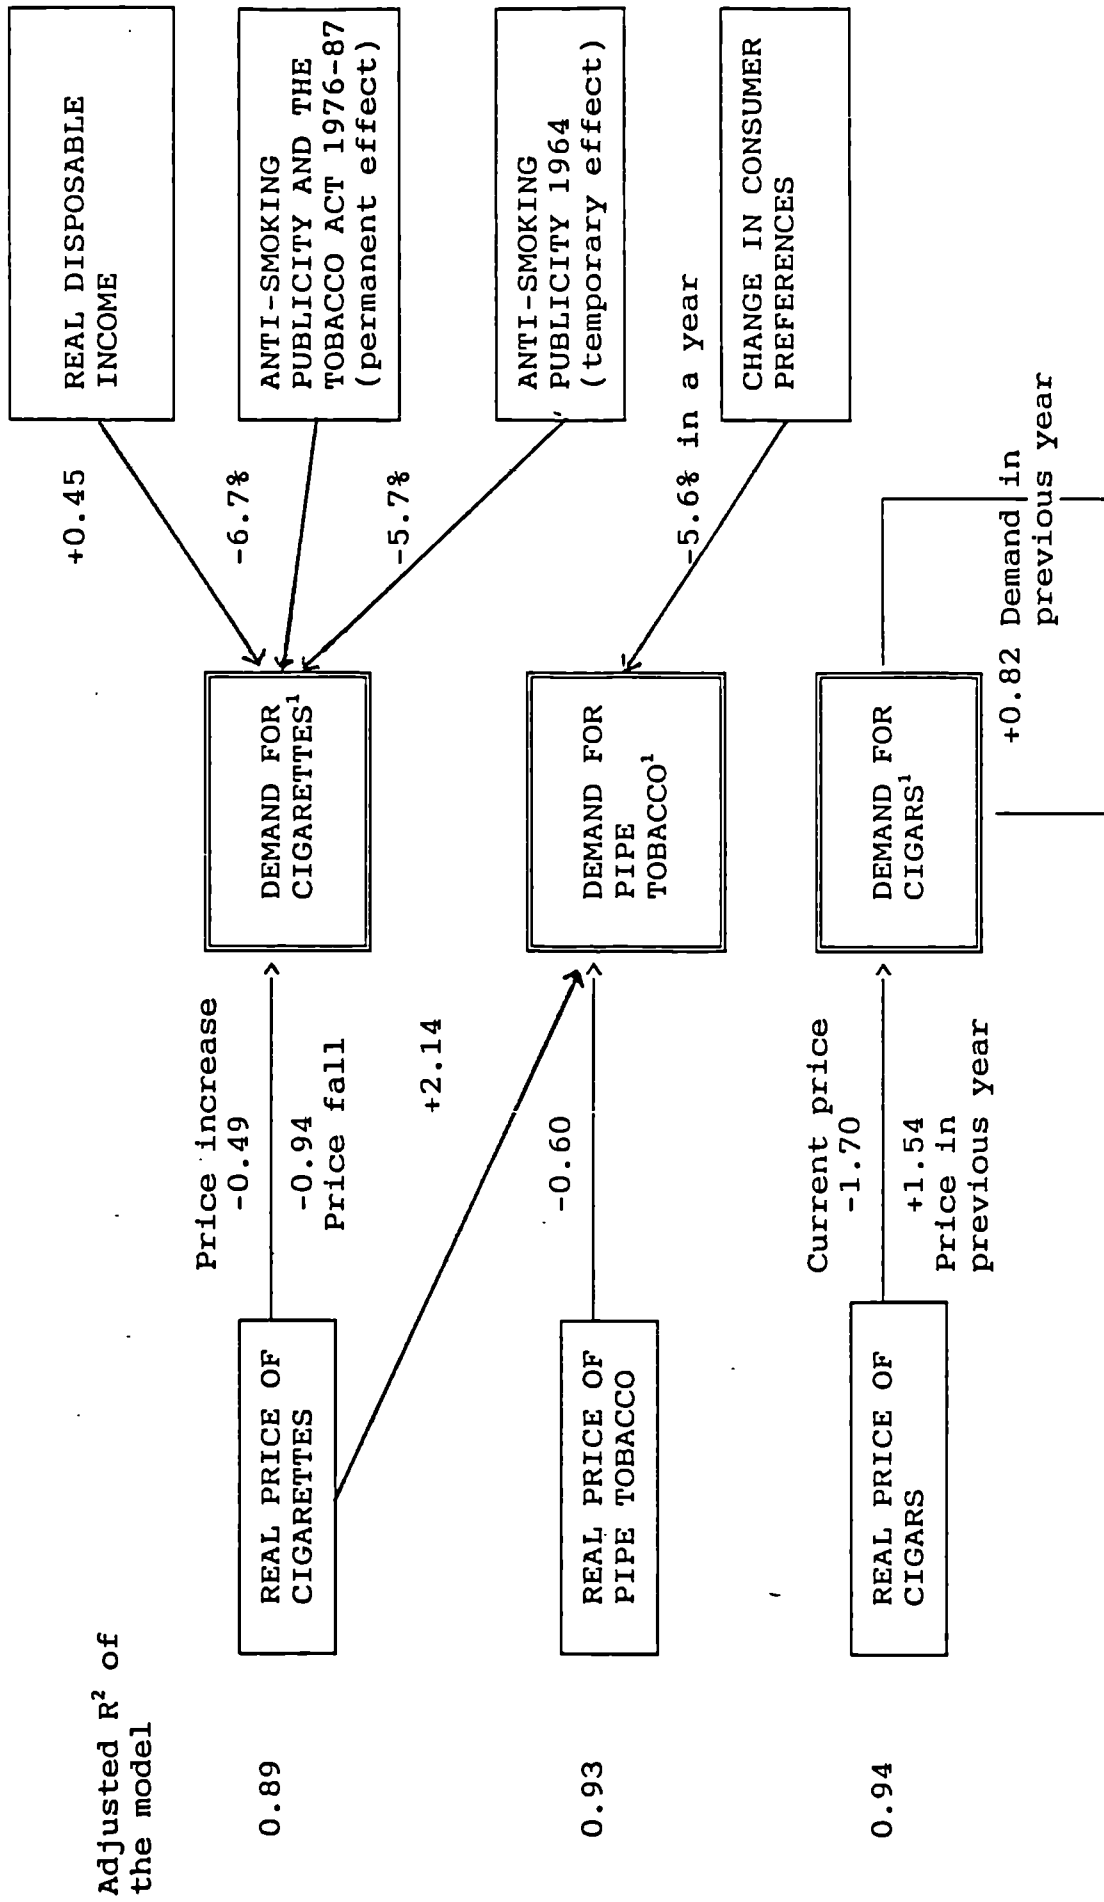 Adjusted R² of
the model
0.89
0.93
0.94
REAL PRICE OF
CIGARETTES
REAL PRICE OF
PIPE TOBACCO
REAL PRICE OF
CIGARS
Price increase
-0.49
-0.94
Price fall
+2.14
-0.60
Current price
-1.70
+1.54
Price in
previous year
DEMAND FOR
CIGARETTES¹
DEMAND FOR
PIPE
TOBACCO¹
DEMAND FOR
CIGARS¹
+0.45
-6.7%
-5.7%
-5.6% in a year
+0.82 Demand in
previous year
REAL DISPOSABLE
INCOME
ANTI-SMOKING
PUBLICITY AND THE
TOBACCO ACT 1976-87
(permanent effect)
ANTI-SMOKING
PUBLICITY 1964
(temporary effect)
CHANGE IN CONSUMER
PREFERENCES